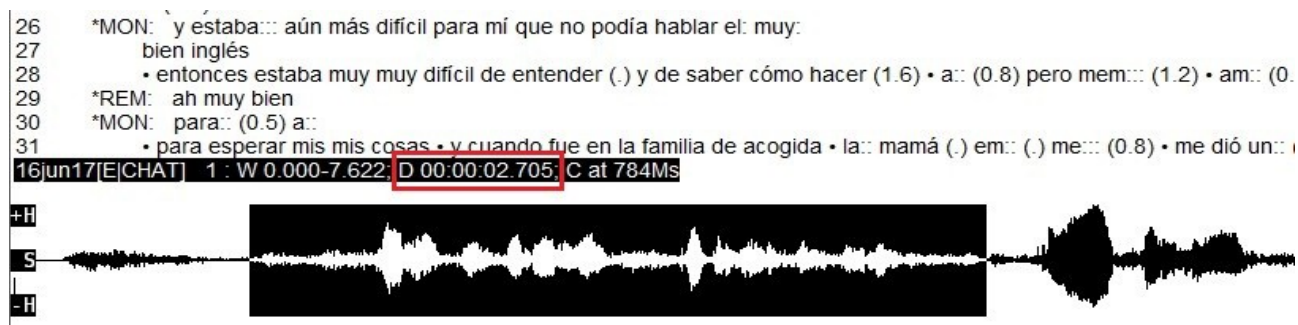 26 *MON: y estaba::: aún más difícil para mí que no podía hablar el: muy:
27 bien inglés
28 • entonces estaba muy muy difícil de entender (.) y de saber cómo hacer (1.6) • a:: (0.8) pero mem::: (1.2) • am:: (0.
29 *REM: ah muy bien
30 *MON: para:: (0.5) a::
31 • para esperar mis mis cosas • y cuando fue en la familia de acogida • la:: mamá (.) em:: (.) me::: (0.8) • me dió un::
16jun17[E|CHAT] 1 : W 0.000-7.622; D 00:00:02.705; C at 784Ms
+H
S
-H